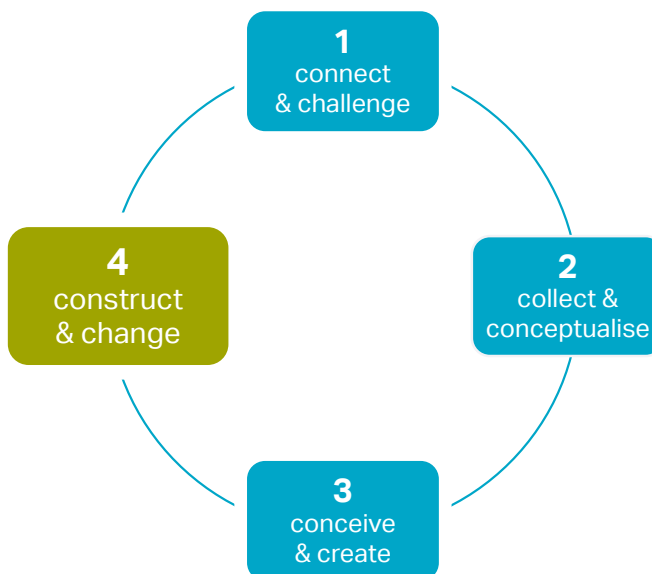 1
connect
& challenge
2
collect &
conceptualise
3
conceive
& create
4
construct
& change